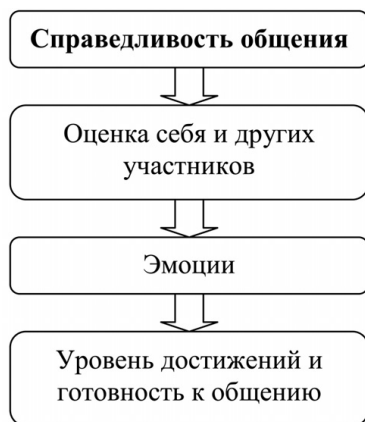 Справедливость общения
Оценка себя и других
участников
Эмоции
Уровень достижений и
готовность к общению